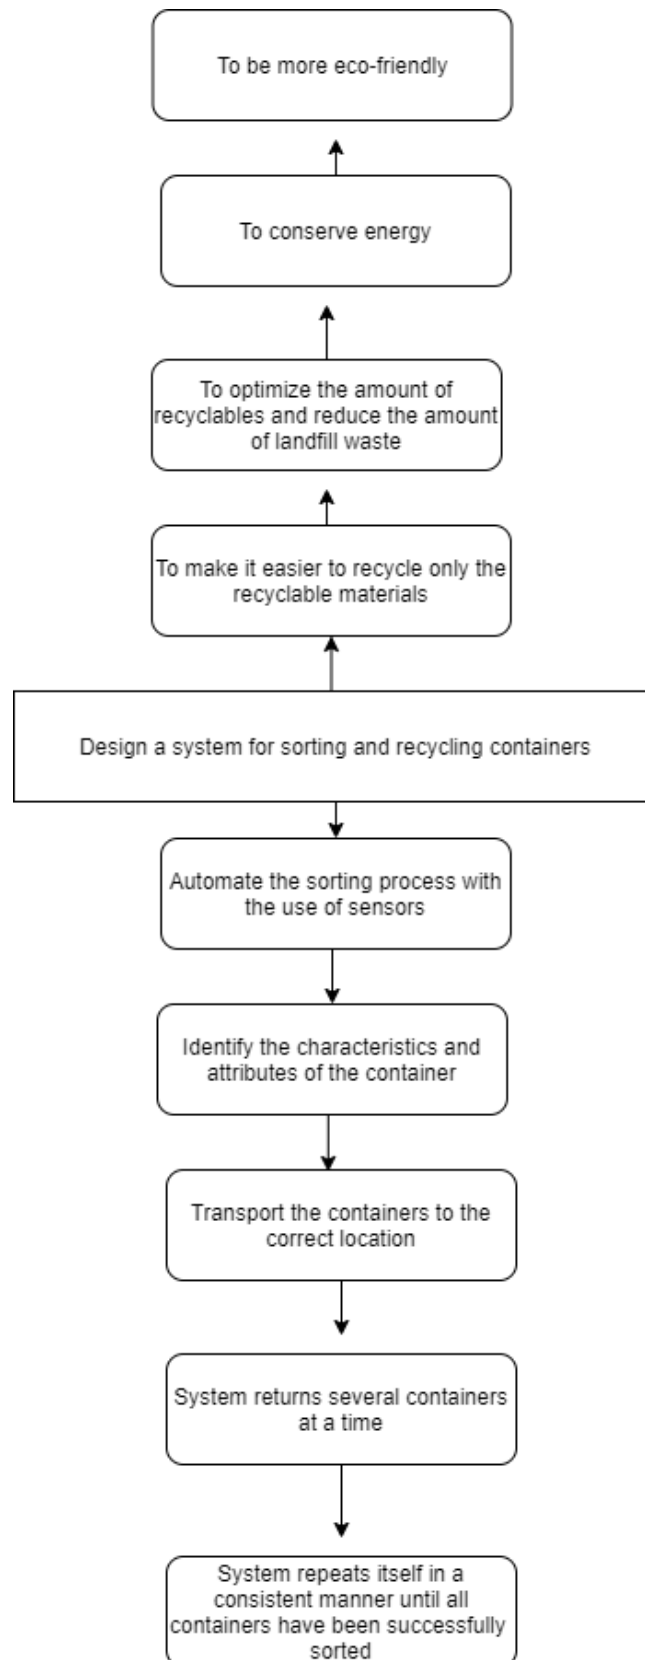 To be more eco-friendly
To conserve energy
To optimize the amount of
recyclables and reduce the amount
of landfill waste
To make it easier to recycle only the
recyclable materials
Design a system for sorting and recycling containers
Automate the sorting process with
the use of sensors
Identify the characteristics and
attributes of the container
Transport the containers to the
correct location
System returns several containers
at a time
System repeats itself in a
consistent manner until all
containers have been successfully
sorted